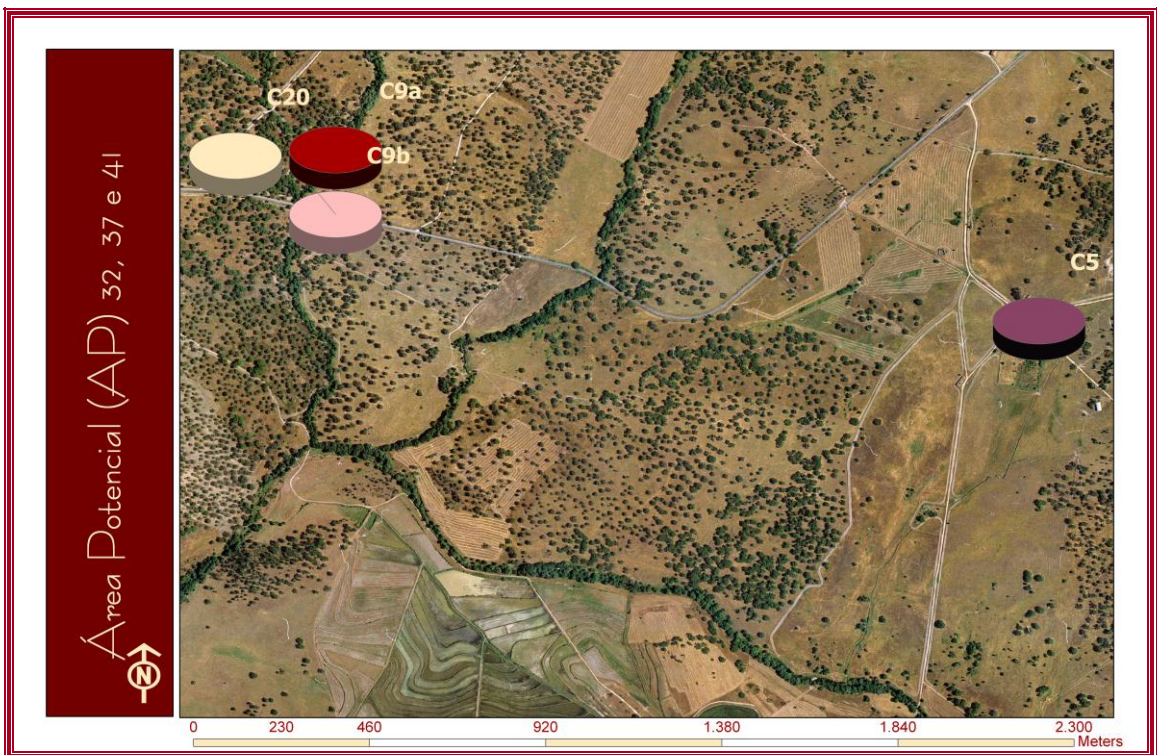 Área Potencial (AP) 32, 37 e 41
N
C20
C9a
C9b
C5
0 230 460 920 1.380 1.840 2.300
Meters